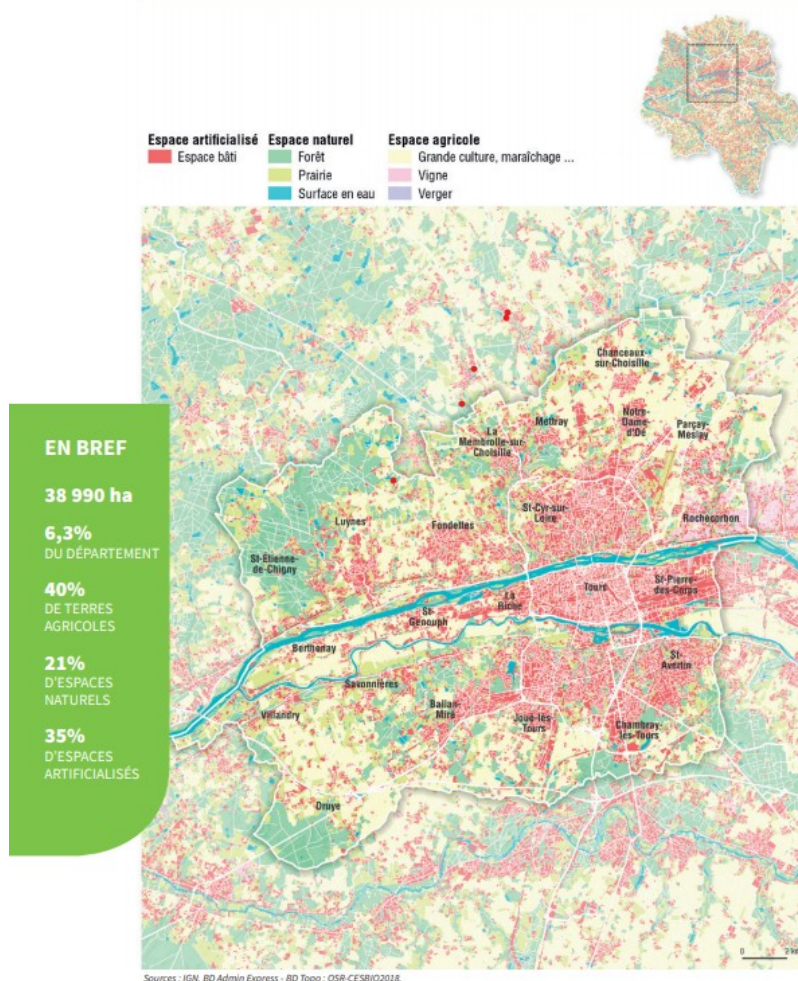 Espace artificialisé
Espace bâti
Espace naturel
Forêt
Prairie
Surface en eau
Espace agricole
Grande culture, maraîchage ...
Vigne
Verger
EN BREF
38 990 ha
6,3%
DU DÉPARTEMENT
40%
DE TERRES
AGRICOLES
21%
D'ESPACES
NATURELS
35%
D'ESPACES
ARTIFICIALISÉS
Chanceaux-
sur-Choisille
La
Membrolle-sur-
Choisille
Mettray
Notre-
Dame-
d'Oé
Parçay-
Meslay
Luynes
Fondettes
St-Cyr-sur-
Loire
Rochecorbon
St-Étienne-
de-Chigny
St-
Genouph
La
Riche
Tours
St-Pierre-
des-Corps
Berthenay
Savonnières
St-
Avertin
Villandry
Ballan-
Miré
Joué-lès-
Tours
Chambray-
lès-Tours
Druye
0 2 km
Sources : IGN, BD Admin Express - BD Topo ; OSR-CESBIO2018.